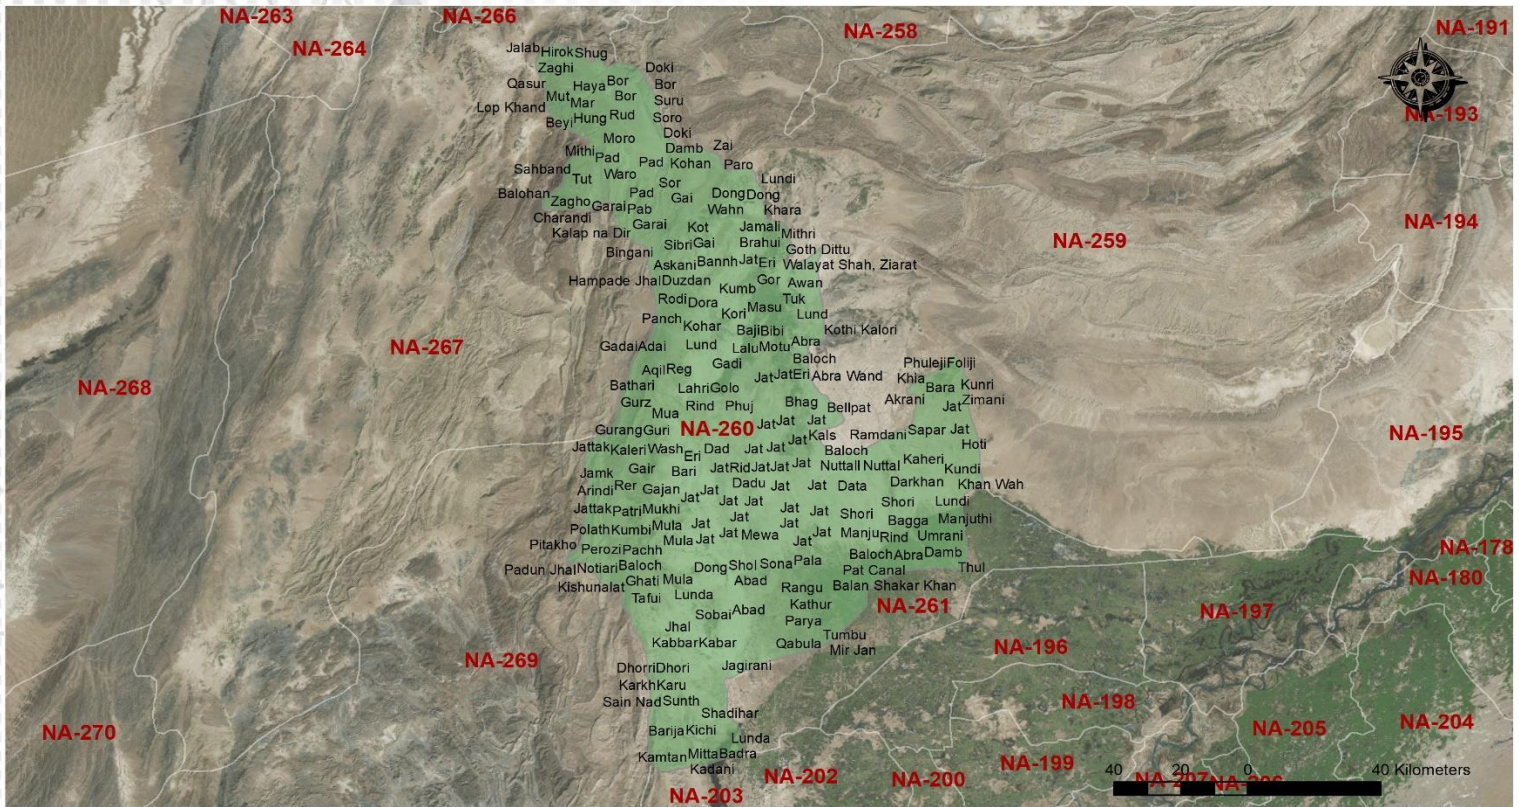 NA-263
NA-266
NA-264
NA-258
NA-191
Jalab Hirok Shug
Zaghi Doki
Qasur Haya Bor Bor
Mut Mar Bor Suru
Lop Khand Hung Rud Soro
Beyi Doki
NA-193
Moro Damb Zai
Mithi Pad Pad Kohan Paro
Sahband Tut Waro Sor Lundi
Balohan Zagho Pad Gai Dong Dong
Garai Pab Wahn Khara
Charandi Garai Kot Jamali
Kalap na Dir Mithri
NA-194
NA-259
Sibri Gai Brahui Goth Dittu
Bingani Askani Bannh Jat Eri Walayat Shah, Ziarat
Hampade Jhal Duzdan Kumb Gor Awan
Rodi Dora Masu Tuk
Panch Kori Lund
Kohar Baji Bibi Kothi Kalori
NA-267
Gadai Adai Lund Lalu Motu Abra
Gadi Baloch Phuleji Foliji
Aqil Reg Jat Jat Eri Abra Wand Khia
NA-268
Bathari Lahri Golo Bara Kunri
Gurz Rind Phuj Bhag Bellpat Akrani Jat Zimani
Mua
Gurang Guri NA-260 Jat Jat Jat Kals Ramdani Sapar Jat
NA-195
Jattak Kaleri Wash Eri Dad Jat Jat Jat Baloch Hoti
Jamk Gair Bari Jat Rid Jat Jat Jat Nuttall Nuttal Kaheri Kundi
Arindi Rer Gajan Jat Jat Dadu Jat Jat Data Darkhan Khan Wah
Jattak Patri Mukhi Jat Jat Jat Jat Shori Shori Lundi
Polath Kumbi Mula Jat Jat Jat Bagga Manjuthi
Pitakho Mula Jat Jat Mewa Jat Jat Manju Rind Umrani
Perozi Pachh Baloch Abra Damb
NA-178
Padun Jhal Notiari Baloch Dong Shol Sona Pala Pat Canal Thul
Kishunalat Ghati Mula Abad Rangu Balan Shakar Khan
NA-180
Tafui Lunda Kathur NA-261
NA-197
Sobai Abad Parya
Jhal Tumbu
Kabbar Kabar Qabula Mir Jan
NA-196
NA-269
Dhorri Dhori Jagirani
Karkh Karu
Sain Nad Sunth
NA-198
Shadihar
NA-270
Barija Kichi Lunda
NA-205
NA-204
Kamtan Mitta Badra
Kadani NA-202 NA-200 NA-199
40 20 0 40 Kilometers
NA-203
NA-207 NA-206